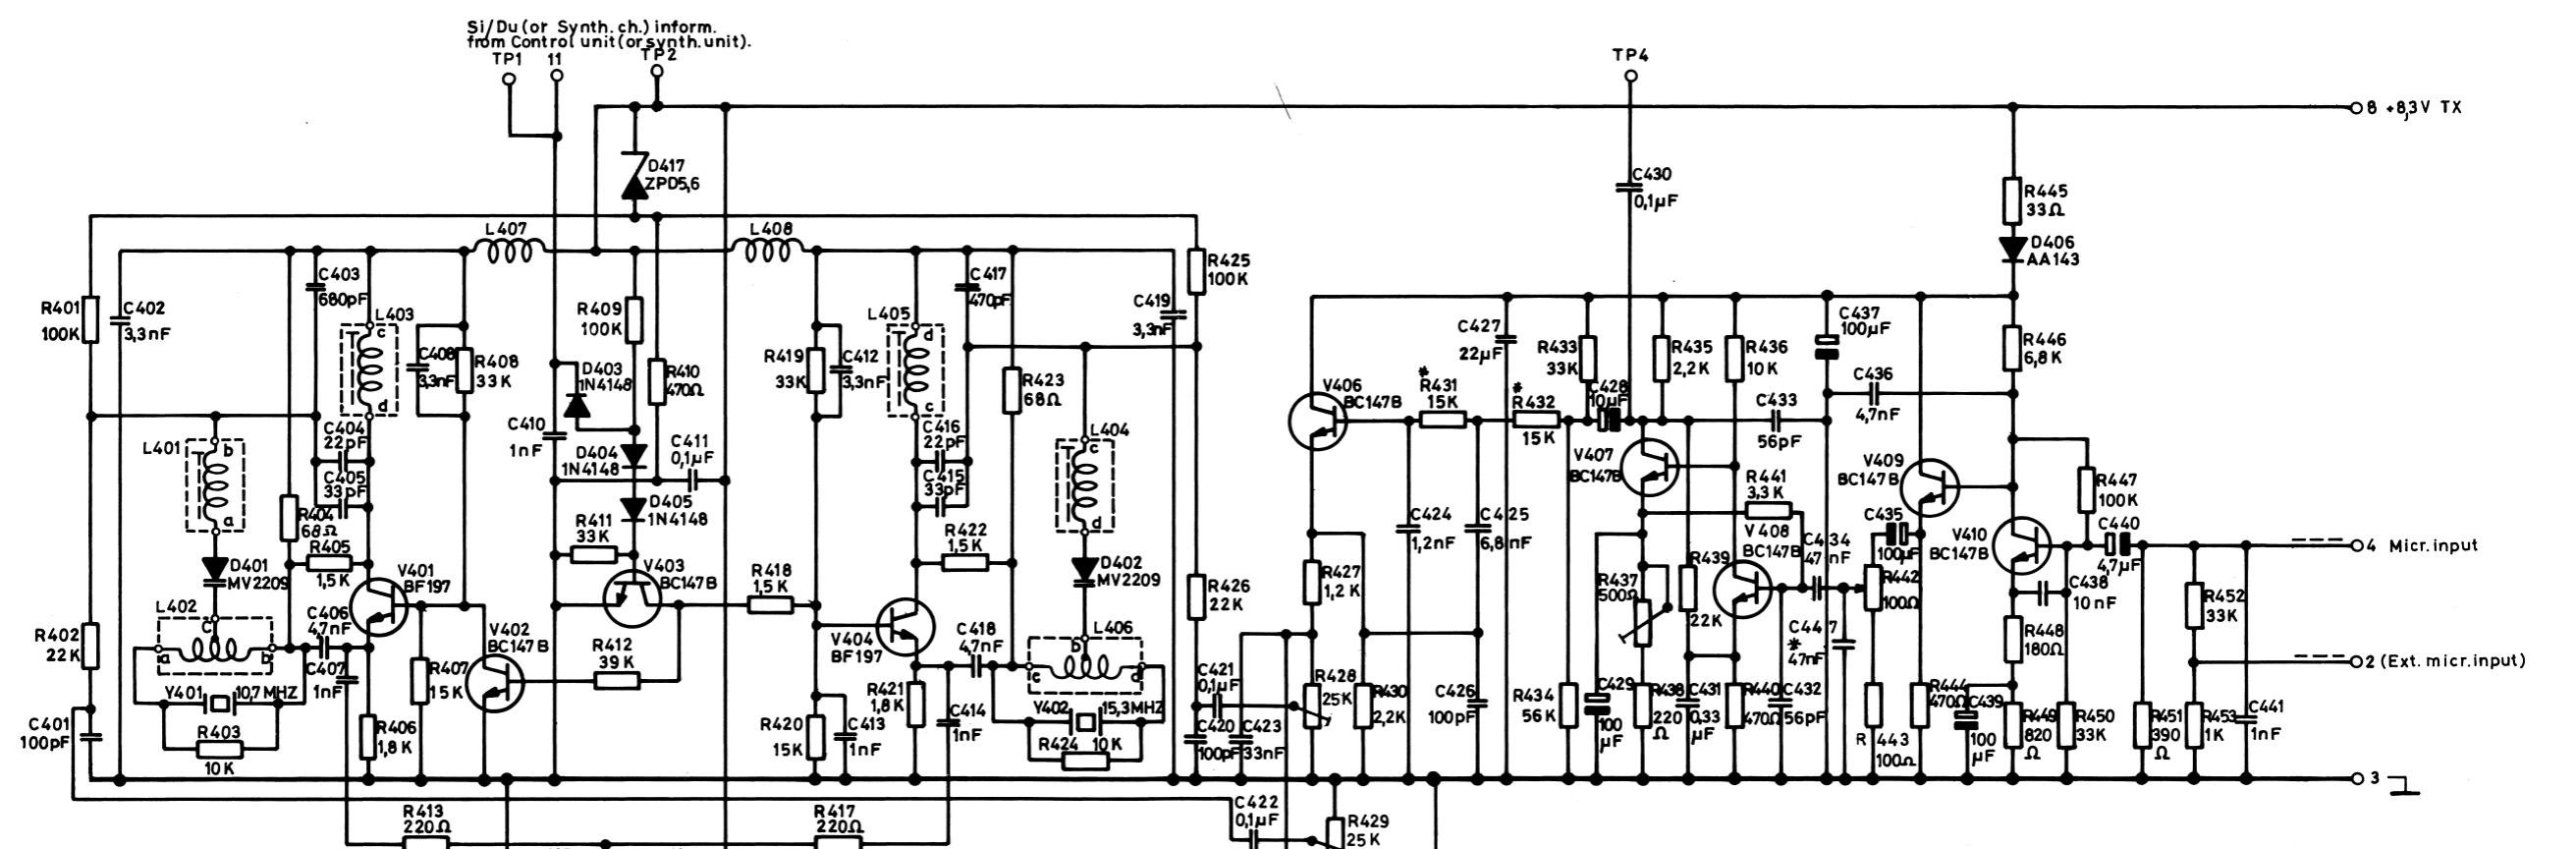 Si/Du(or Synth. ch.) inform.
from Control unit(or synth. unit).
TP1
11
TP2
TP4
8 +8,3V TX
D417
ZPD5,6
C430
0,1µF
R445
33Ω
D406
AA143
L407
L408
R401
100K
C402
3,3nF
C403
680pF
L403
c
d
C408
3,3nF
R408
33K
R409
100K
D403
1N4148
R410
470Ω
C410
1nF
D404
1N4148
C411
0,1µF
D405
1N4148
R411
33K
V403
BC147B
R418
1,5K
R412
39K
R419
33K
C412
3,3nF
L405
d
c
C417
470pF
C416
22pF
C415
33pF
R422
1,5K
R423
68Ω
C419
3,3nF
R425
100K
L404
c
d
D402
MV2209
R426
22K
L401
b
a
C404
22pF
C405
33pF
R404
68Ω
R405
1,5K
D401
MV2209
V401
BF197
L402
c
a
b
C406
4,7nF
C407
1nF
R402
22K
Y401
10,7MHZ
R403
10K
C401
100pF
R406
1,8K
R407
15K
V402
BC147B
V404
BF197
C418
4,7nF
L406
b
c
d
R421
1,8K
C414
1nF
Y402
15,3MHZ
R424
10K
R420
15K
C413
1nF
C421
0,1µF
C420
100pF
C423
33nF
R413
220Ω
R417
220Ω
C422
0,1µF
R429
25K
V406
BC147B
* R431
15K
* R432
15K
C427
22µF
R433
33K
C428
10µF
R435
2,2K
R436
10K
C437
100µF
C436
4,7nF
R446
6,8K
C433
56pF
V407
BC147B
R441
3,3K
V408
BC147B
V409
BC147B
R447
100K
C435
100µF
V410
BC147B
C440
4,7µF
4 Micr. input
C424
1,2nF
C425
6,8nF
R427
1,2K
R437
500Ω
R439
22K
C434
47nF
R442
100Ω
C438
10nF
R452
33K
R448
180Ω
2 (Ext. micr. input)
C447
* 47nF
R428
25K
R430
2,2K
C426
100pF
R434
56K
C429
100
µF
R438
220
Ω
C431
0,33
µF
R440
470Ω
C432
56pF
R 443
100Ω
R444
470Ω
C439
100
µF
R449
820
Ω
R450
33K
R451
390
Ω
R453
1K
C441
1nF
3